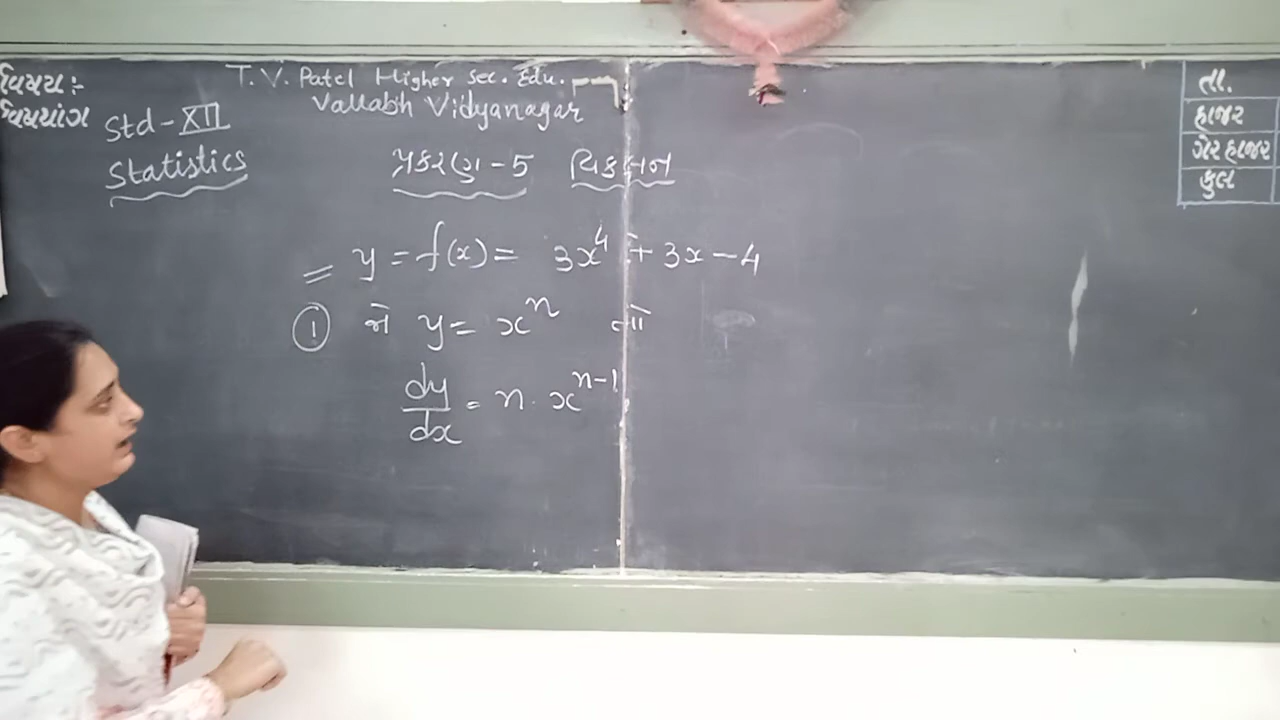 વિષય:-
વિષયાંગ
T. V. Patel Higher Sec. Edu.
Vallabh Vidyanagar
Std - XII
Statistics
પ્રકરણ - 5 વિકલન
y = f(x) = 3x⁴ + 3x - 4
① જો y = xⁿ તો
dy/dx = n · xⁿ⁻¹
તા.
હાજર
ગેરહાજર
કુલ